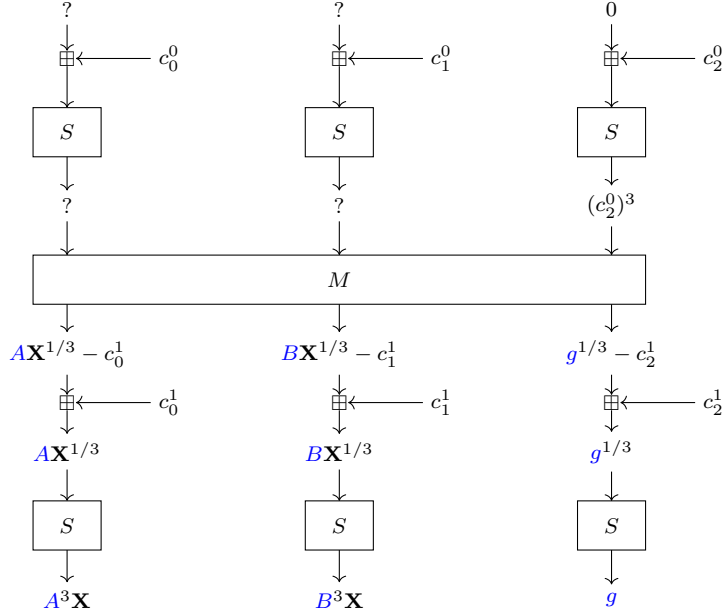 ? ? 0
⊞ c_0^0 ⊞ c_1^0 ⊞ c_2^0
S S S
? ? (c_2^0)^3
M
AX^{1/3} − c_0^1 BX^{1/3} − c_1^1 g^{1/3} − c_2^1
⊞ c_0^1 ⊞ c_1^1 ⊞ c_2^1
AX^{1/3} BX^{1/3} g^{1/3}
S S S
A^3X B^3X g